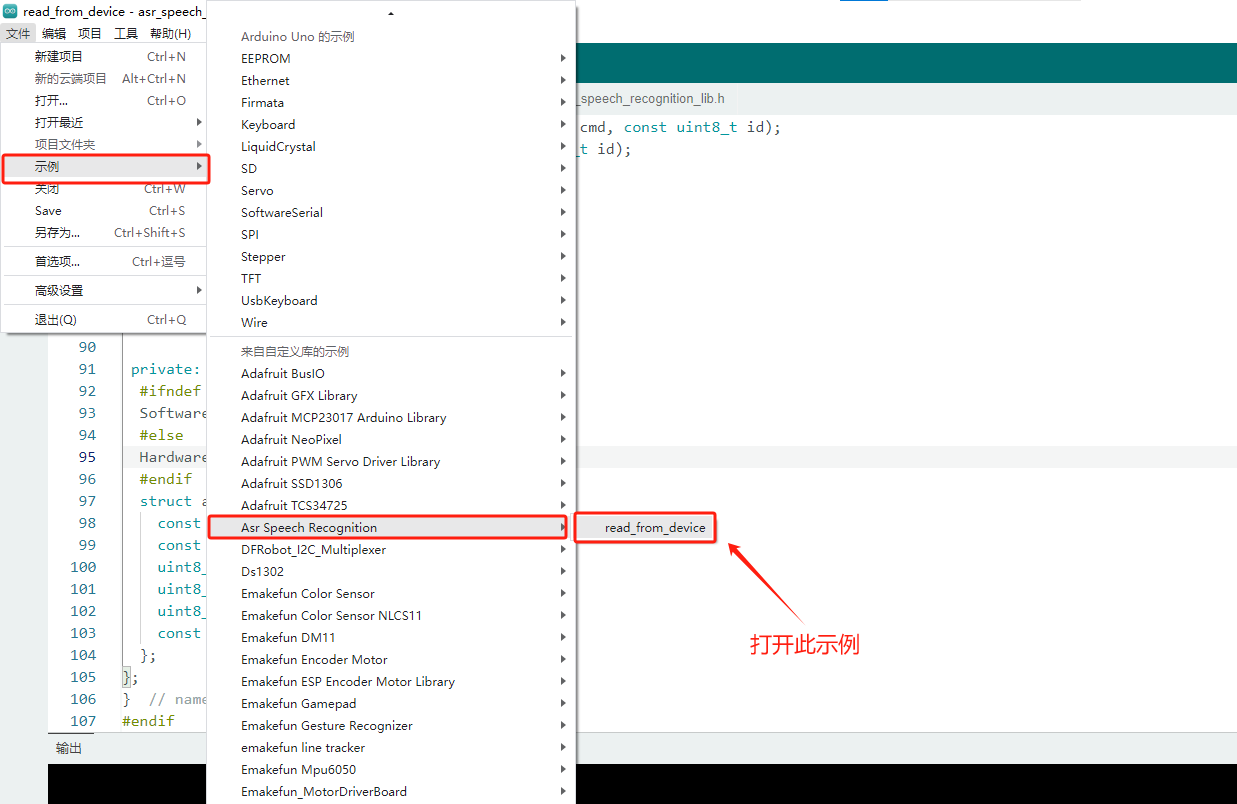 read_from_device - asr_speech_
文件 编辑 项目 工具 帮助(H)
新建项目 Ctrl+N
新的云端项目 Alt+Ctrl+N
打开... Ctrl+O
打开最近
项目文件夹
示例
关闭 Ctrl+W
Save Ctrl+S
另存为... Ctrl+Shift+S
首选项... Ctrl+逗号
高级设置
退出(Q) Ctrl+Q
Arduino Uno 的示例
EEPROM
Ethernet
Firmata
Keyboard
LiquidCrystal
SD
Servo
SoftwareSerial
SPI
Stepper
TFT
UsbKeyboard
Wire
来自自定义库的示例
Adafruit BusIO
Adafruit GFX Library
Adafruit MCP23017 Arduino Library
Adafruit NeoPixel
Adafruit PWM Servo Driver Library
Adafruit SSD1306
Adafruit TCS34725
Asr Speech Recognition
DFRobot_I2C_Multiplexer
Ds1302
Emakefun Color Sensor
Emakefun Color Sensor NLCS11
Emakefun DM11
Emakefun Encoder Motor
Emakefun ESP Encoder Motor Library
Emakefun Gamepad
Emakefun Gesture Recognizer
emakefun line tracker
Emakefun Mpu6050
Emakefun_MotorDriverBoard
read_from_device
打开此示例
_speech_recognition_lib.h
cmd, const uint8_t id);
_t id);
90
91 private:
92 #ifndef
93 Software
94 #else
95 Hardware
96 #endif
97 struct a
98 const
99 const
100 uint8_
101 uint8_
102 uint8_
103 const
104 };
105 };
106 } // name
107 #endif
输出